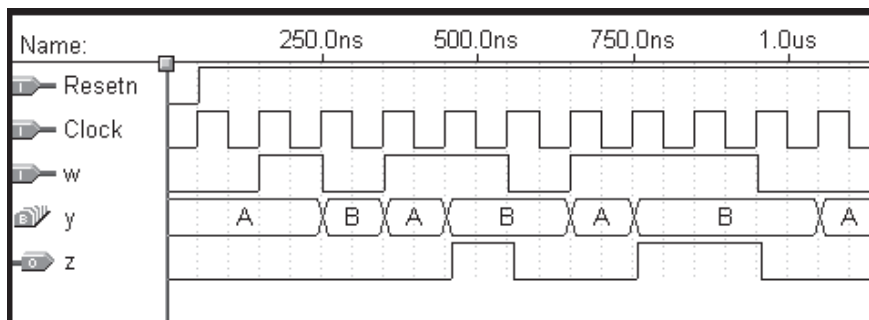 Name: 250.0ns 500.0ns 750.0ns 1.0us
I Resetn
I Clock
I w
B y A B A B A B A
O z